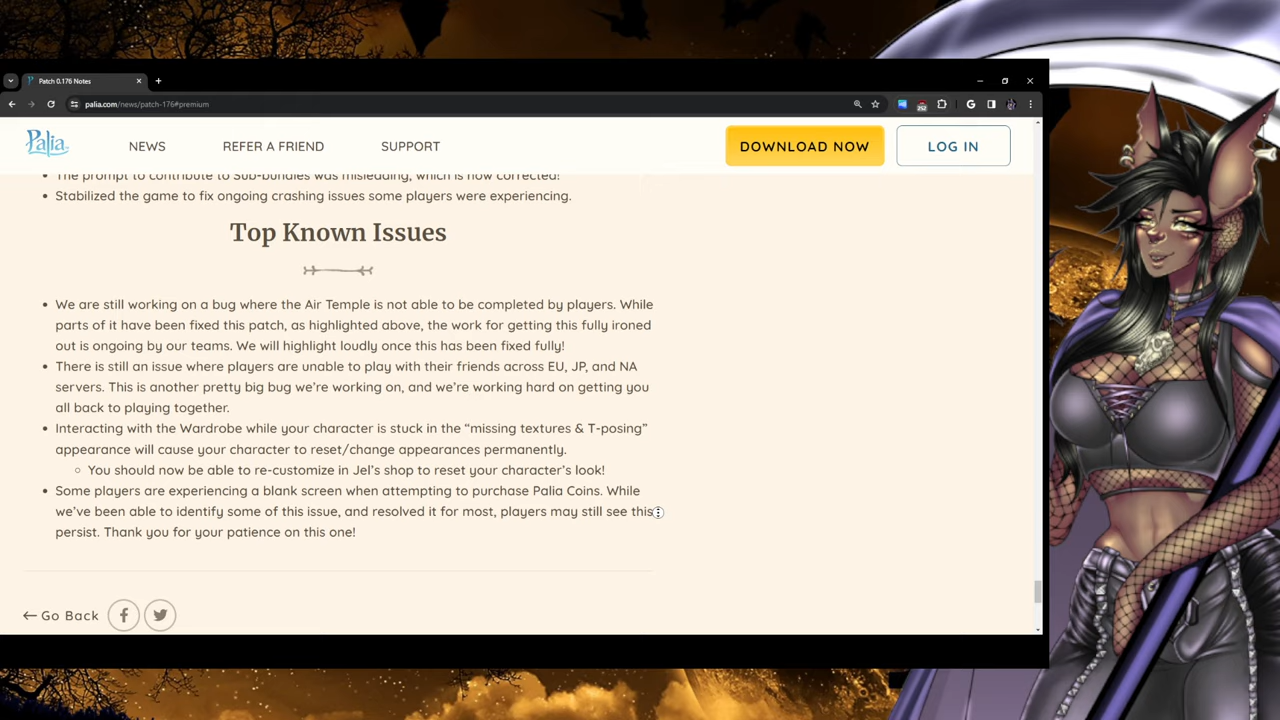 Patch 0.176 Notes
palia.com/news/patch-176#premium
252
Palia
NEWS
REFER A FRIEND
SUPPORT
DOWNLOAD NOW
LOG IN
The prompt to contribute to Sub-bundles was misleading, which is now corrected!
Stabilized the game to fix ongoing crashing issues some players were experiencing.
Top Known Issues
We are still working on a bug where the Air Temple is not able to be completed by players. While
parts of it have been fixed this patch, as highlighted above, the work for getting this fully ironed
out is ongoing by our teams. We will highlight loudly once this has been fixed fully!
There is still an issue where players are unable to play with their friends across EU, JP, and NA
servers. This is another pretty big bug we’re working on, and we’re working hard on getting you
all back to playing together.
Interacting with the Wardrobe while your character is stuck in the “missing textures & T-posing”
appearance will cause your character to reset/change appearances permanently.
You should now be able to re-customize in Jel’s shop to reset your character’s look!
Some players are experiencing a blank screen when attempting to purchase Palia Coins. While
we’ve been able to identify some of this issue, and resolved it for most, players may still see this
persist. Thank you for your patience on this one!
Go Back